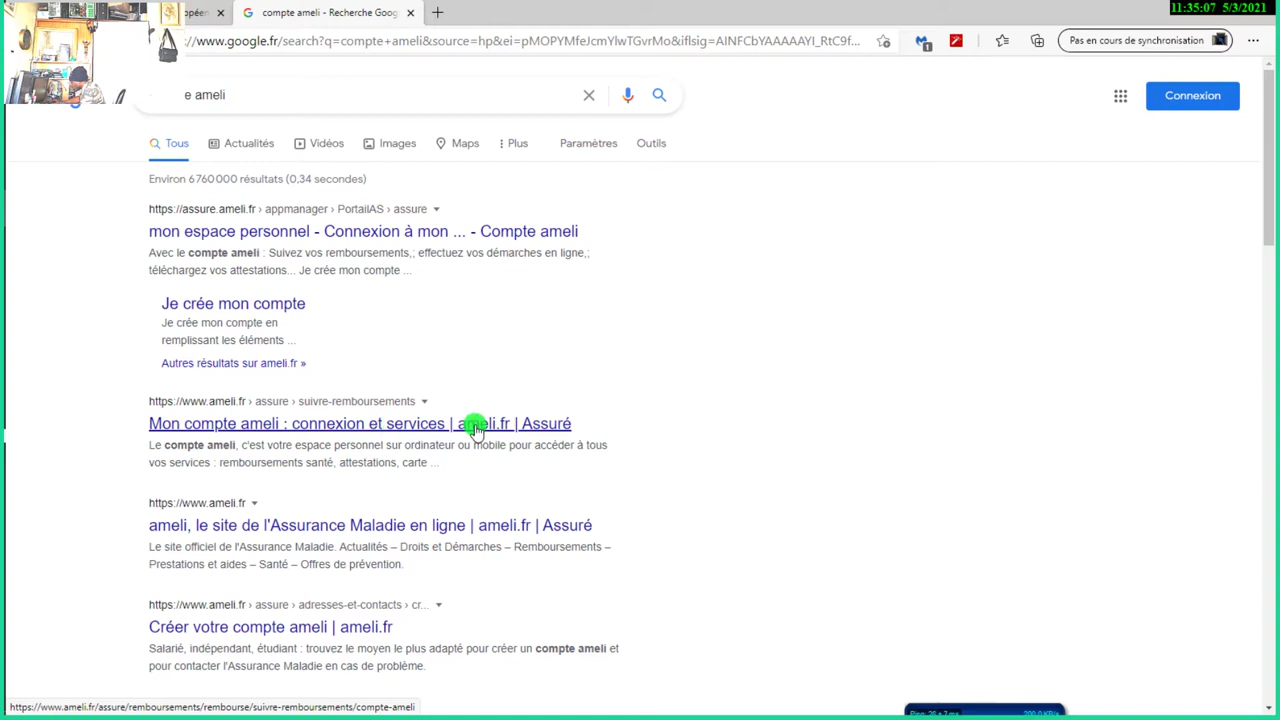 11:35:07 5/3/2021
opéen
compte ameli - Recherche Goog
://www.google.fr/search?q=compte+ameli&source=hp&ei=pMOPYMfeJcmYlwTGvrMo&iflsig=AINFCbYAAAAAYI_RtC9f...
1
Pas en cours de synchronisation
e ameli
Connexion
Tous
Actualités
Vidéos
Images
Maps
Plus
Paramètres
Outils
Environ 6 760 000 résultats (0,34 secondes)
https://assure.ameli.fr › appmanager › PortailAS › assure
mon espace personnel - Connexion à mon ... - Compte ameli
Avec le compte ameli : Suivez vos remboursements,; effectuez vos démarches en ligne,;
téléchargez vos attestations... Je crée mon compte ...
Je crée mon compte
Je crée mon compte en
remplissant les éléments ...
Autres résultats sur ameli.fr »
https://www.ameli.fr › assure › suivre-remboursements
Mon compte ameli : connexion et services | ameli.fr | Assuré
Le compte ameli, c'est votre espace personnel sur ordinateur ou mobile pour accéder à tous
vos services : remboursements santé, attestations, carte ...
https://www.ameli.fr
ameli, le site de l'Assurance Maladie en ligne | ameli.fr | Assuré
Le site officiel de l'Assurance Maladie. Actualités – Droits et Démarches – Remboursements –
Prestations et aides – Santé – Offres de prévention.
https://www.ameli.fr › assure › adresses-et-contacts › cr...
Créer votre compte ameli | ameli.fr
Salarié, indépendant, étudiant : trouvez le moyen le plus adapté pour créer un compte ameli et
pour contacter l'Assurance Maladie en cas de problème.
https://www.ameli.fr/assure/remboursements/rembourse/suivre-remboursements/compte-ameli